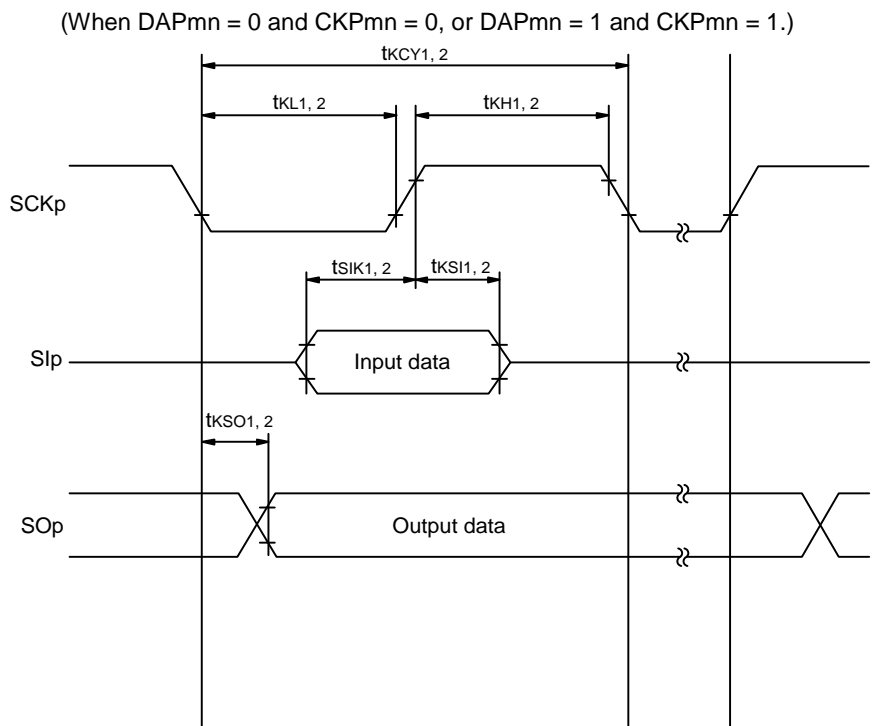 (When DAPmn = 0 and CKPmn = 0, or DAPmn = 1 and CKPmn = 1.)
tKCY1, 2
tKL1, 2
tKH1, 2
SCKp
tSIK1, 2
tKSI1, 2
SIp
Input data
tKSO1, 2
SOp
Output data